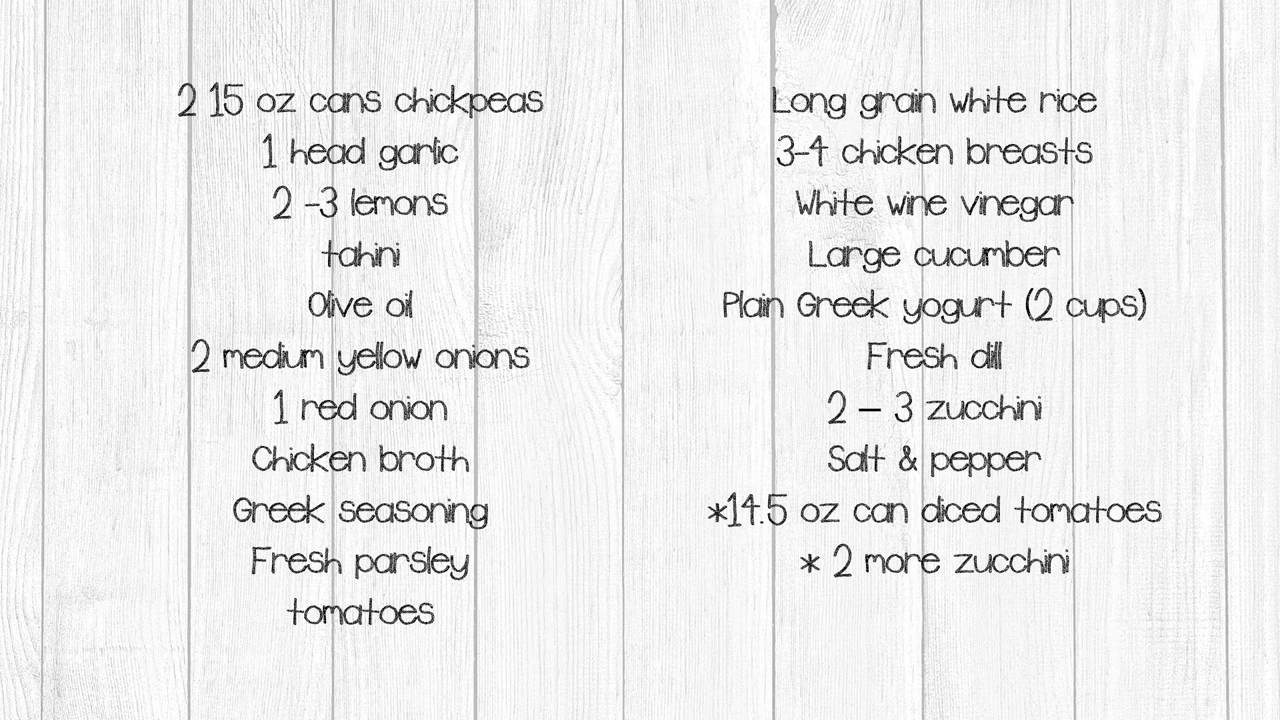 2 15 oz cans chickpeas
1 head garlic
2 -3 lemons
tahini
Olive oil
2 medium yellow onions
1 red onion
Chicken broth
Greek seasoning
Fresh parsley
tomatoes
Long grain white rice
3-4 chicken breasts
White wine vinegar
Large cucumber
Plain Greek yogurt (2 cups)
Fresh dill
2 – 3 zucchini
Salt & pepper
*14.5 oz can diced tomatoes
* 2 more zucchini